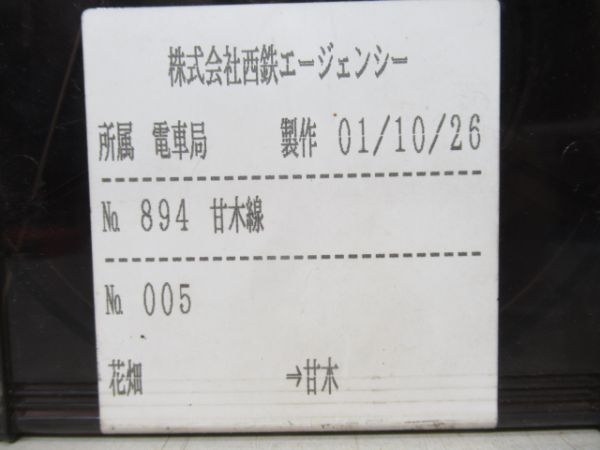 株式会社西鉄エージェンシー
所属 電車局 製作 01/10/26
№ 894 甘木線
№ 005
花畑 ⇒甘木